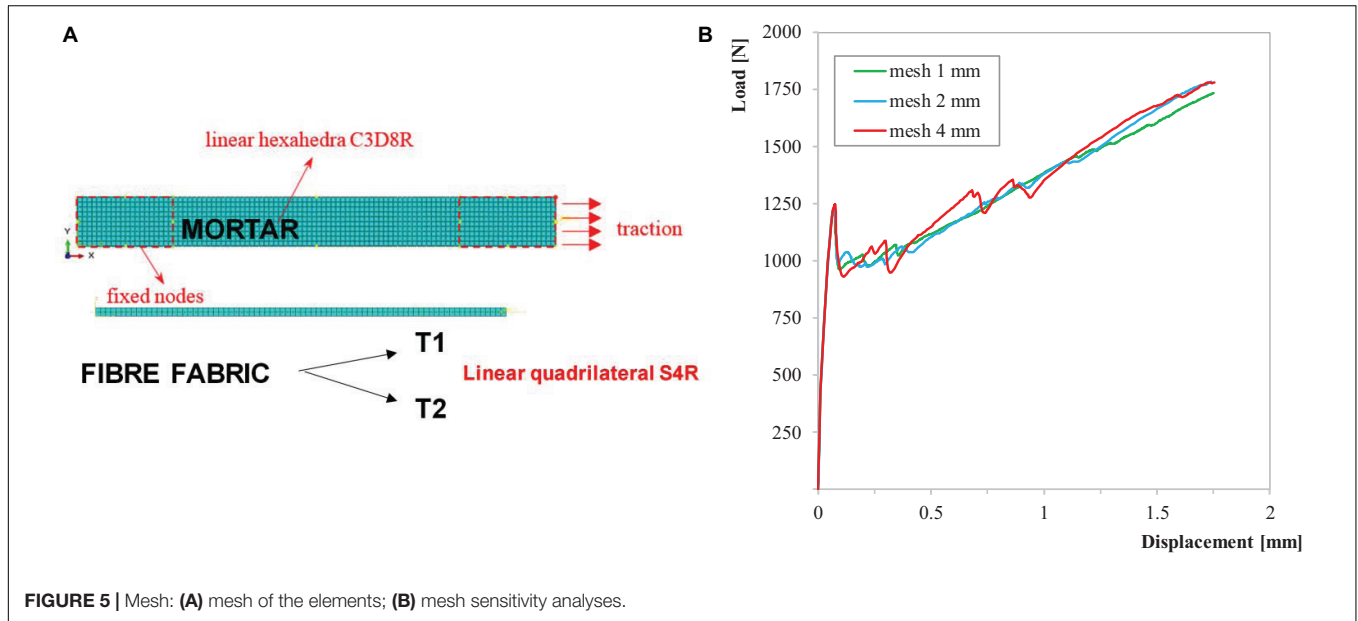 A
linear hexahedra C3D8R
MORTAR
traction
Y
X
fixed nodes
T1
FIBRE FABRIC
Linear quadrilateral S4R
T2
B
Load [N]
2000
1750
1500
1250
1000
750
500
250
mesh 1 mm
mesh 2 mm
mesh 4 mm
0
0.5
1
1.5
2
Displacement [mm]
FIGURE 5 | Mesh: (A) mesh of the elements; (B) mesh sensitivity analyses.